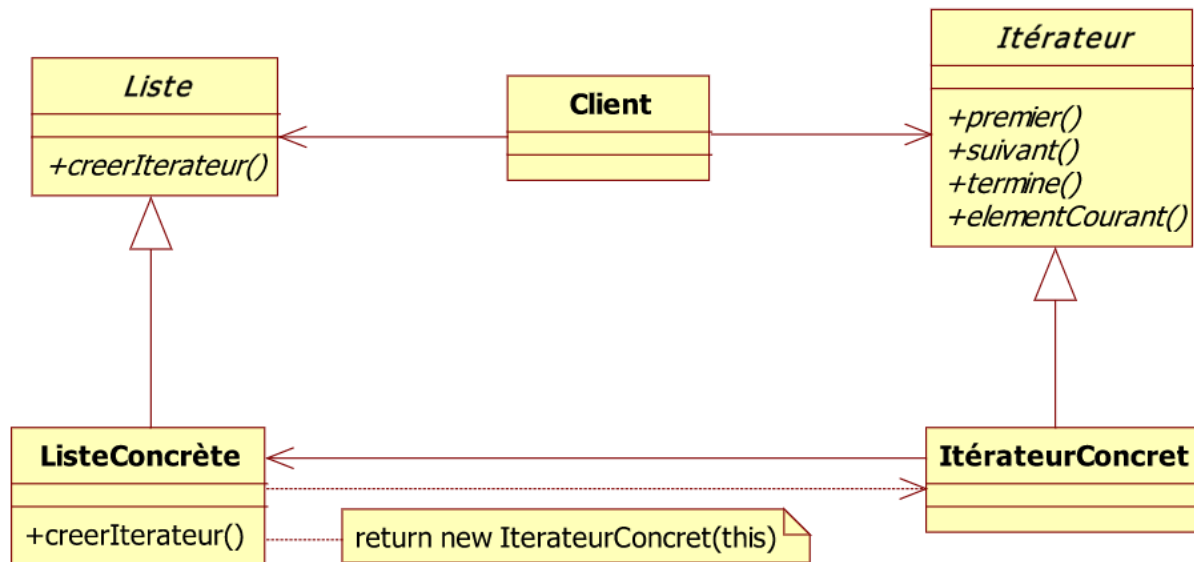 Liste
+creerIterateur()
Client
Itérateur
+premier()
+suivant()
+termine()
+elementCourant()
ListeConcrète
+creerIterateur()
return new IterateurConcret(this)
ItérateurConcret